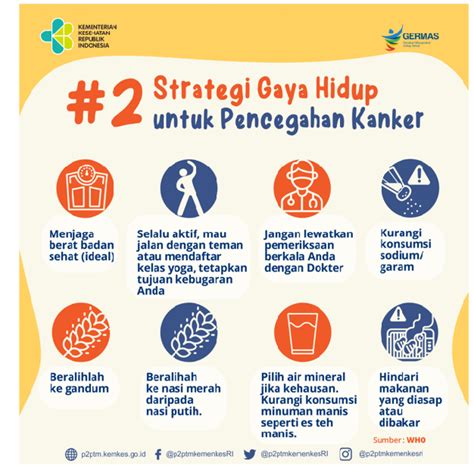 KEMENTERIAN
KESEHATAN
REPUBLIK
INDONESIA
GERMAS
#2 Strategi Gaya Hidup
untuk Pencegahan Kanker
Menjaga
berat badan
sehat (ideal)
Selalu aktif, mau
jalan dengan teman
atau mendaftar
kelas yoga, tetapkan
tujuan kebugaran
Anda
Jangan lewatkan
pemeriksaan
berkala Anda
dengan Dokter
Kurangi
konsumsi
sodium/
garam
Beralihlah
ke gandum
Beralihah
ke nasi merah
daripada
nasi putih.
Pilih air mineral
jika kehausan.
Kurangi konsumsi
minuman manis
seperti es teh
manis.
Hindari
makanan
yang diasap
atau
dibakar
Sumber: WHO
p2ptm.kemkes.go.id
@p2ptmkemenkesRI
@p2ptmkemenkesRI
@p2ptmkemenkesri